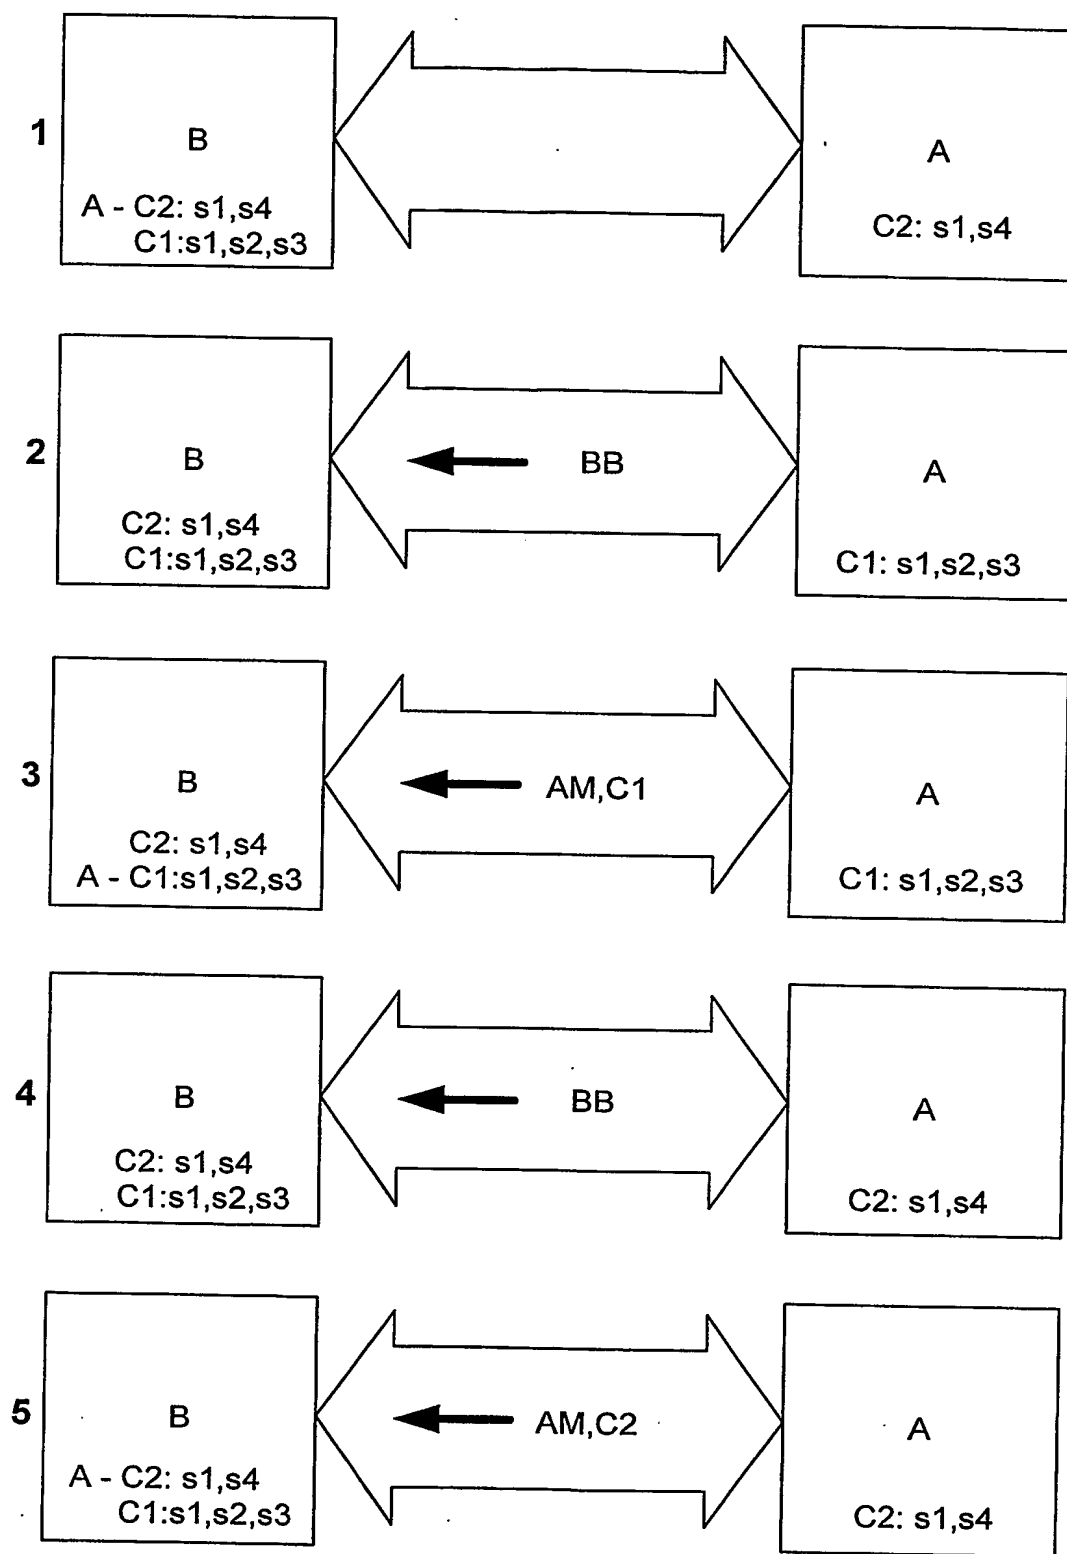 1
B
A - C2: s1,s4
C1:s1,s2,s3
A
C2: s1,s4
2
B
C2: s1,s4
C1:s1,s2,s3
BB
A
C1: s1,s2,s3
3
B
C2: s1,s4
A - C1:s1,s2,s3
AM,C1
A
C1: s1,s2,s3
4
B
C2: s1,s4
C1:s1,s2,s3
BB
A
C2: s1,s4
5
B
A - C2: s1,s4
C1:s1,s2,s3
AM,C2
A
C2: s1,s4